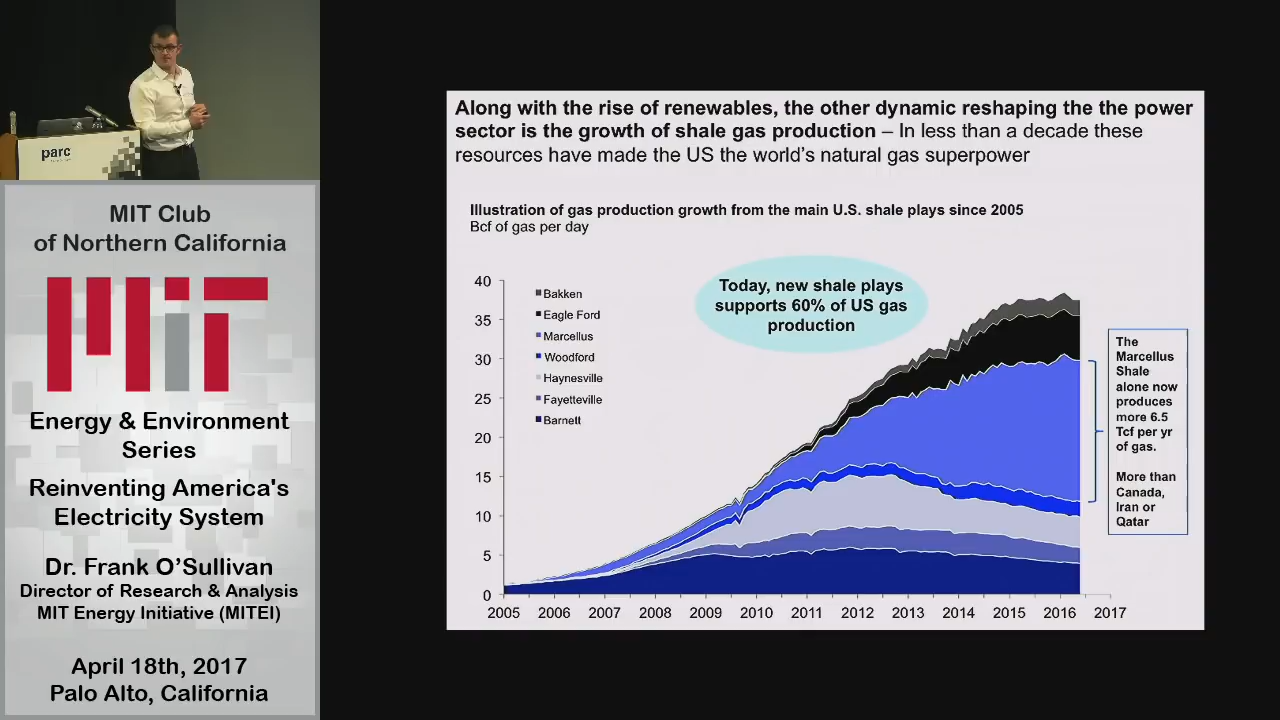 parc
MIT Club
of Northern California
MIT
Energy & Environment
Series
Reinventing America's
Electricity System
Dr. Frank O’Sullivan
Director of Research & Analysis
MIT Energy Initiative (MITEI)
April 18th, 2017
Palo Alto, California
Along with the rise of renewables, the other dynamic reshaping the the power
sector is the growth of shale gas production – In less than a decade these
resources have made the US the world’s natural gas superpower
Illustration of gas production growth from the main U.S. shale plays since 2005
Bcf of gas per day
40
35
30
25
20
15
10
5
0
Bakken
Eagle Ford
Marcellus
Woodford
Haynesville
Fayetteville
Barnett
Today, new shale plays
supports 60% of US gas
production
The
Marcellus
Shale
alone now
produces
more 6.5
Tcf per yr
of gas.
More than
Canada,
Iran or
Qatar
2005 2006 2007 2008 2009 2010 2011 2012 2013 2014 2015 2016 2017